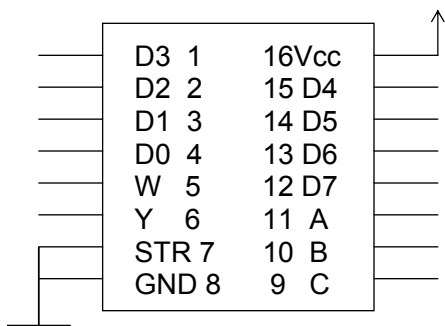 D3 1 16Vcc
D2 2 15 D4
D1 3 14 D5
D0 4 13 D6
W 5 12 D7
Y 6 11 A
STR 7 10 B
GND 8 9 C